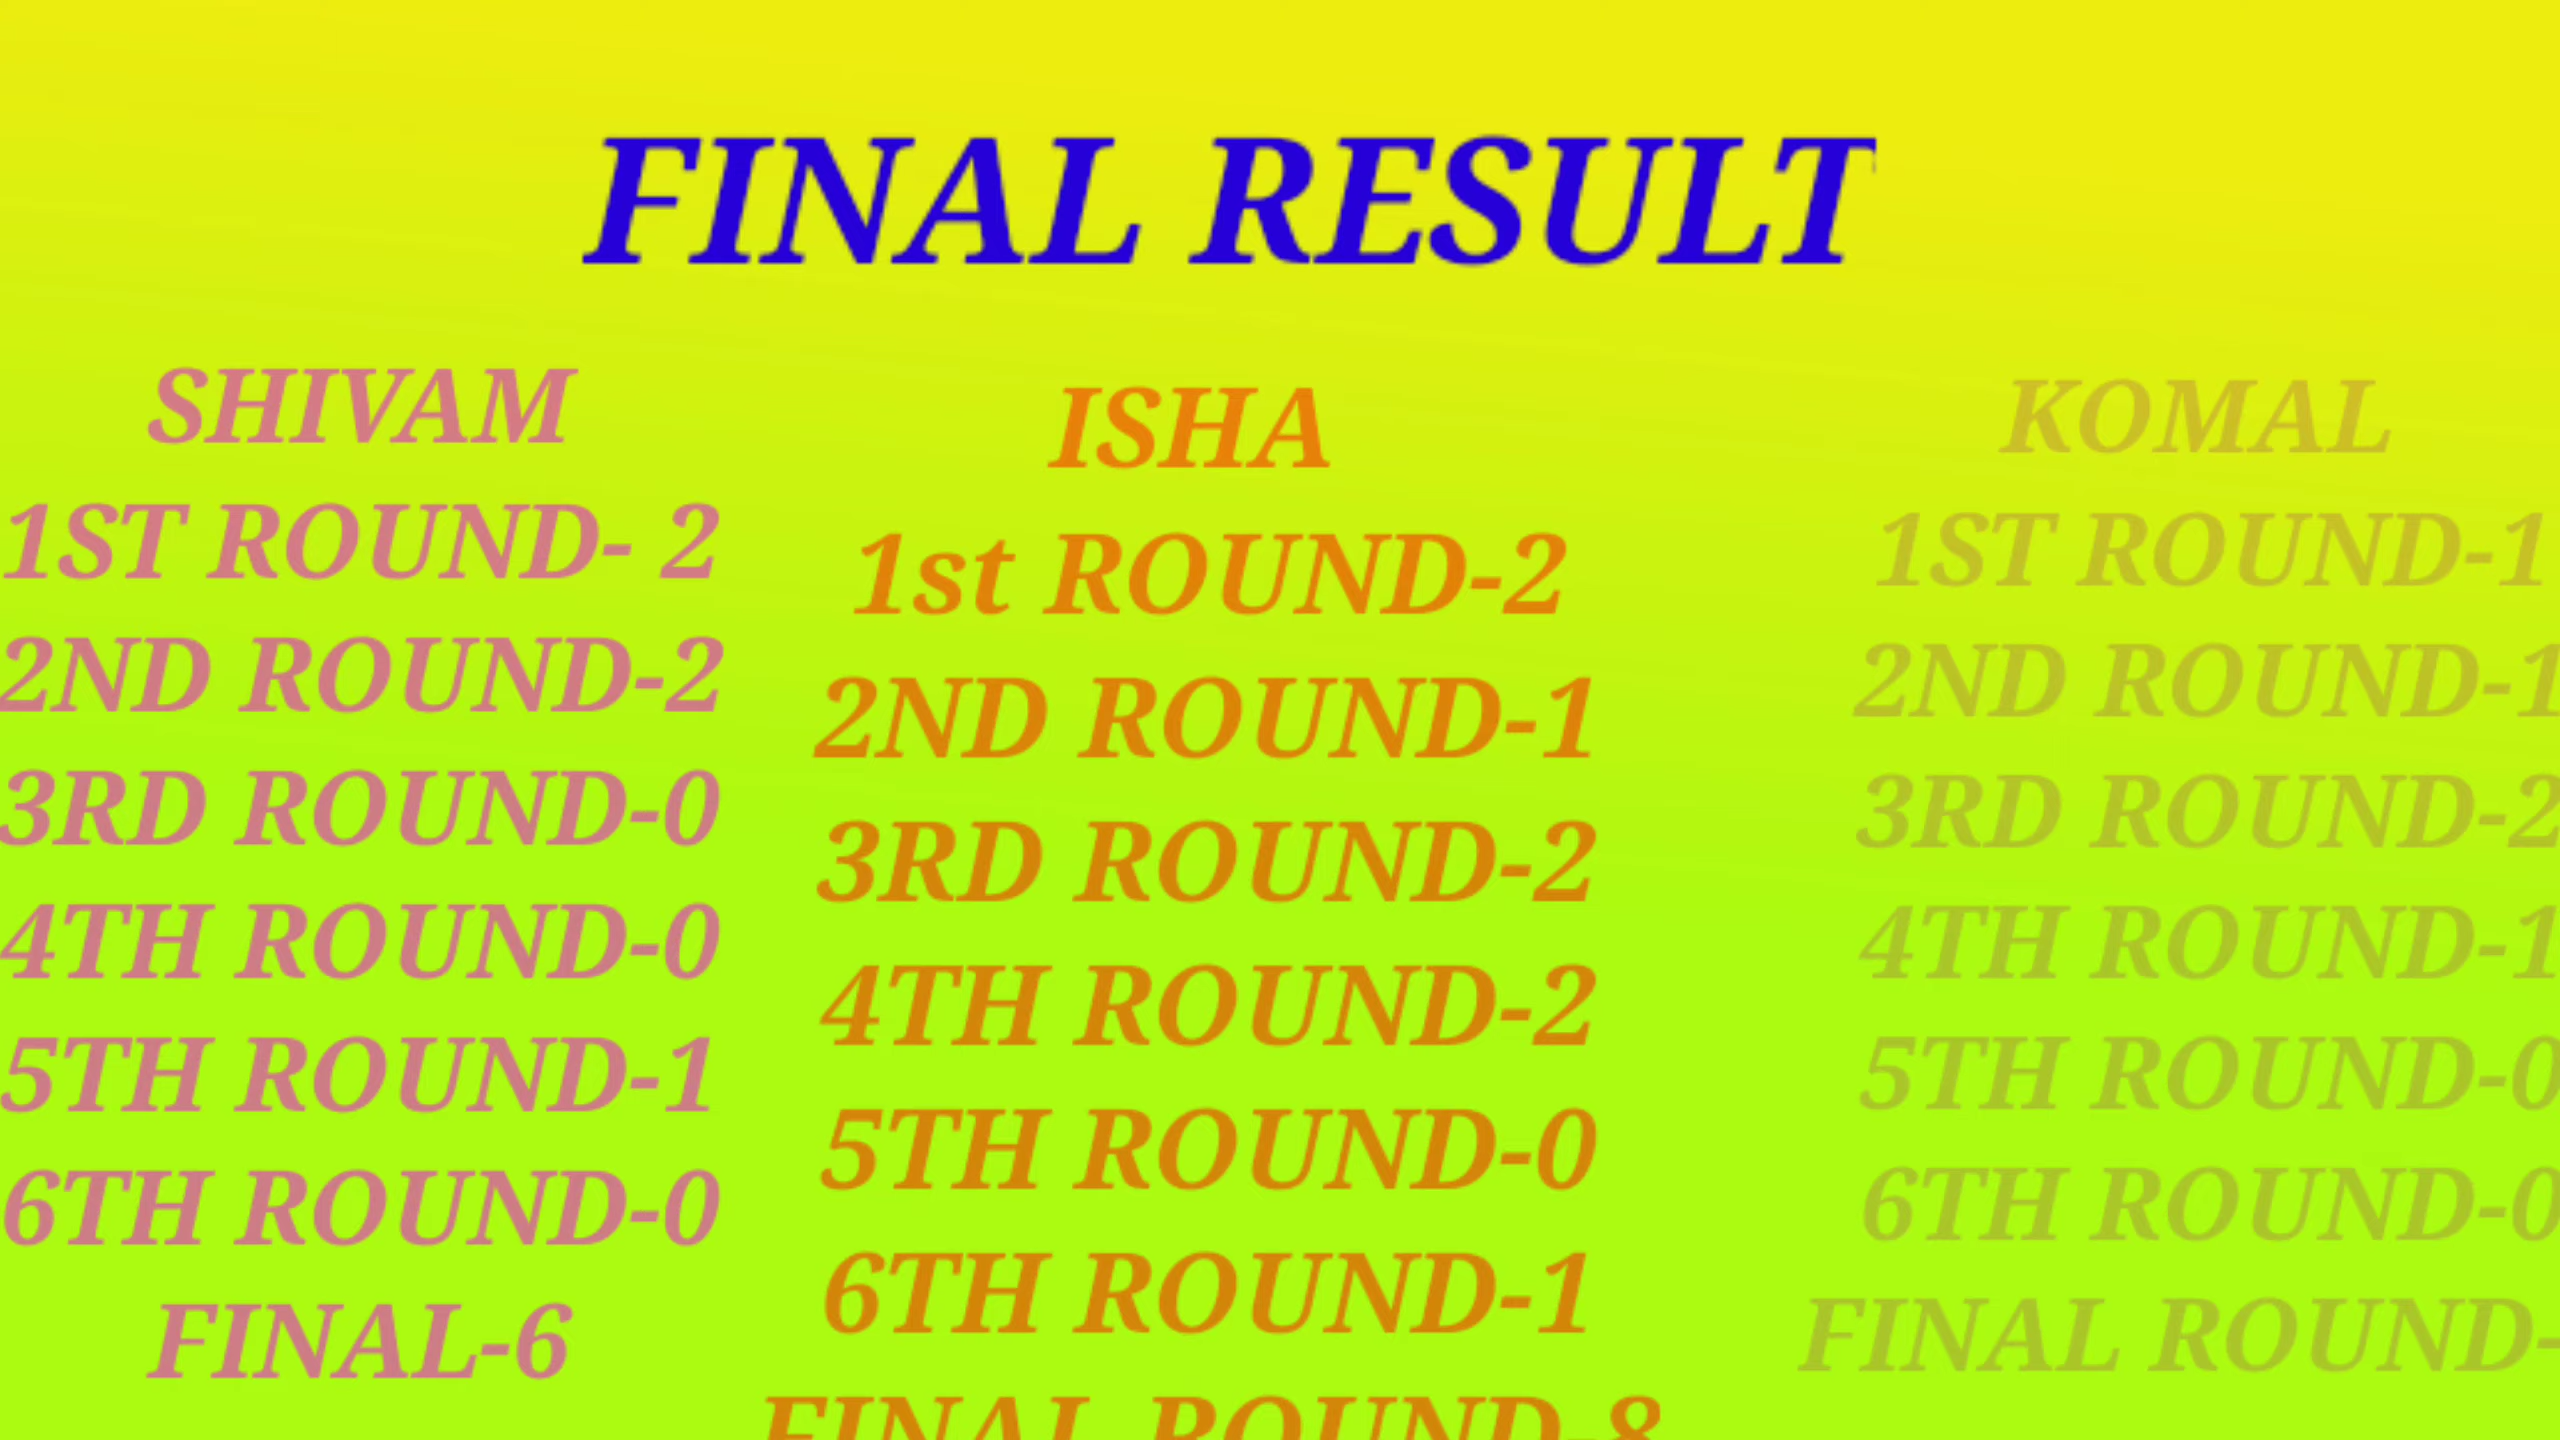 FINAL RESULT
SHIVAM
1ST ROUND- 2
2ND ROUND-2
3RD ROUND-0
4TH ROUND-0
5TH ROUND-1
6TH ROUND-0
FINAL-6
ISHA
1st ROUND-2
2ND ROUND-1
3RD ROUND-2
4TH ROUND-2
5TH ROUND-0
6TH ROUND-1
FINAL ROUND-8
KOMAL
1ST ROUND-1
2ND ROUND-1
3RD ROUND-2
4TH ROUND-1
5TH ROUND-0
6TH ROUND-0
FINAL ROUND-